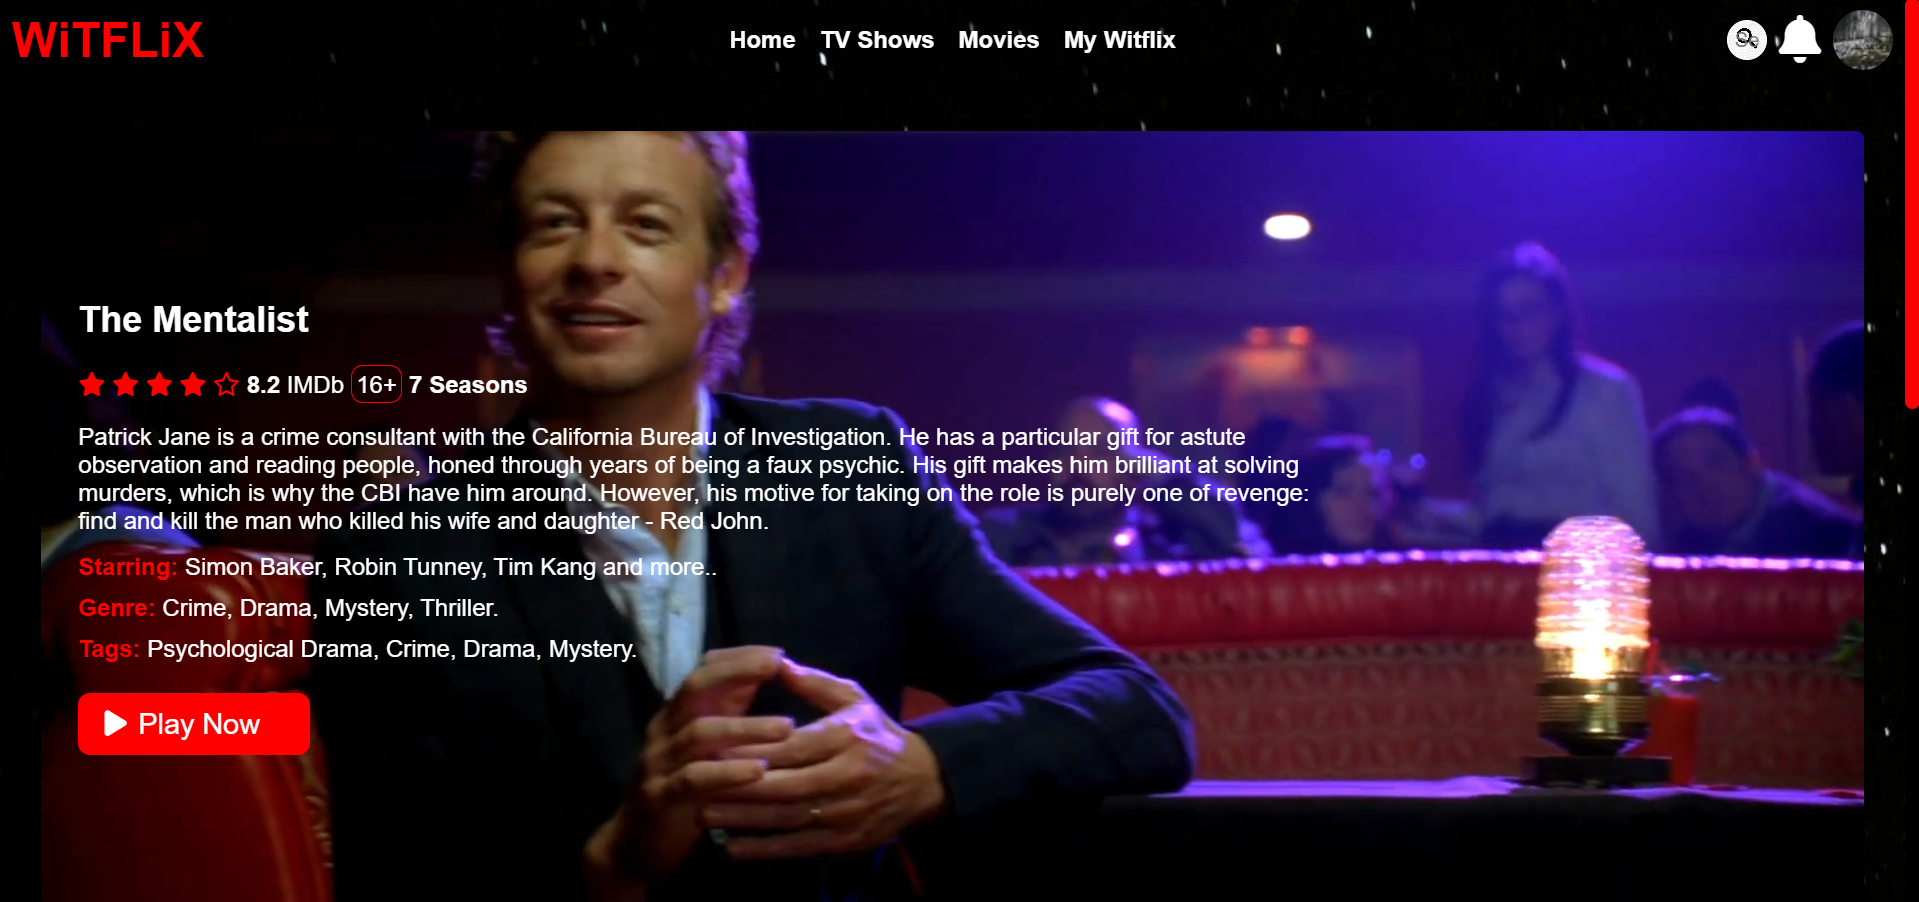 WiTFLiX
Home TV Shows Movies My Witflix
The Mentalist
8.2 IMDb 16+ 7 Seasons
Patrick Jane is a crime consultant with the California Bureau of Investigation. He has a particular gift for astute
observation and reading people, honed through years of being a faux psychic. His gift makes him brilliant at solving
murders, which is why the CBI have him around. However, his motive for taking on the role is purely one of revenge:
find and kill the man who killed his wife and daughter - Red John.
Starring: Simon Baker, Robin Tunney, Tim Kang and more..
Genre: Crime, Drama, Mystery, Thriller.
Tags: Psychological Drama, Crime, Drama, Mystery.
Play Now